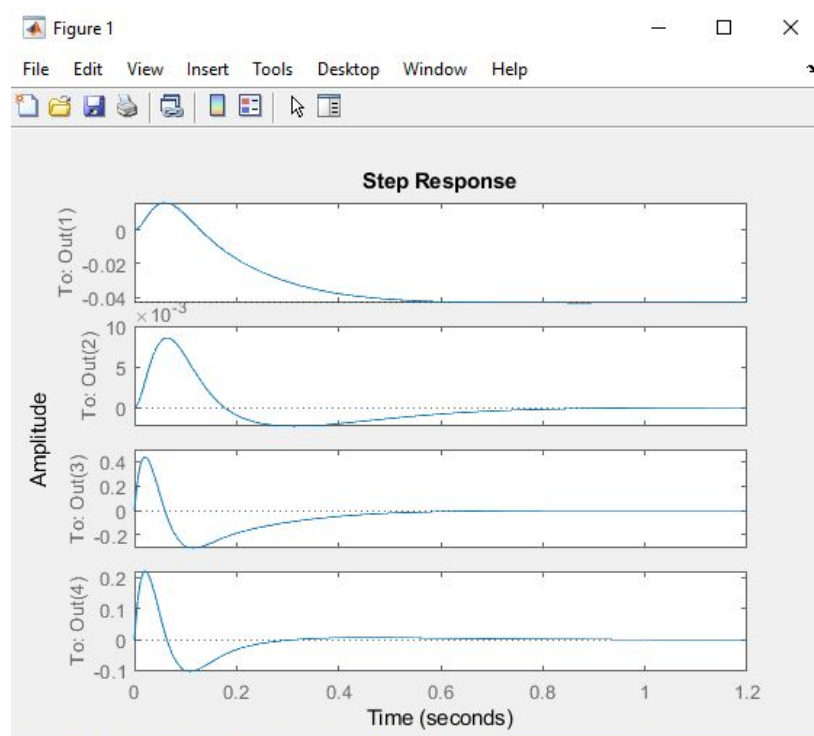 Figure 1
File Edit View Insert Tools Desktop Window Help
Step Response
To: Out(1)
0
-0.02
-0.04
× 10^-3
To: Out(2)
10
5
0
Amplitude
To: Out(3)
0.4
0.2
0
-0.2
To: Out(4)
0.2
0.1
0
-0.1
0 0.2 0.4 0.6 0.8 1 1.2
Time (seconds)